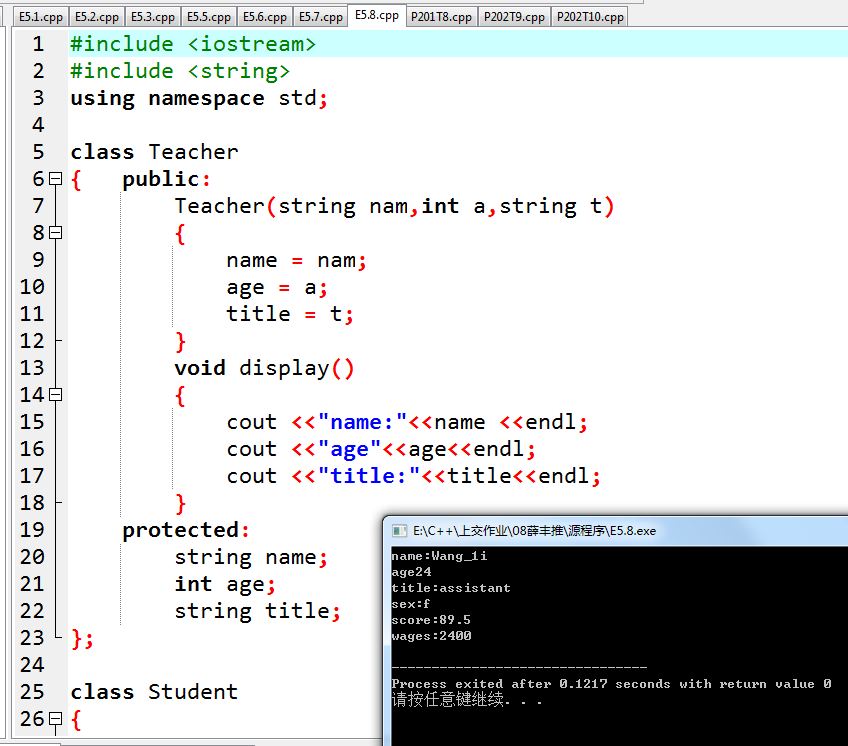 E5.1.cpp E5.2.cpp E5.3.cpp E5.5.cpp E5.6.cpp E5.7.cpp E5.8.cpp P201T8.cpp P202T9.cpp P202T10.cpp
1 #include <iostream>
2 #include <string>
3 using namespace std;
4
5 class Teacher
6 { public:
7 Teacher(string nam,int a,string t)
8 {
9 name = nam;
10 age = a;
11 title = t;
12 }
13 void display()
14 {
15 cout <<"name:"<<name <<endl;
16 cout <<"age"<<age<<endl;
17 cout <<"title:"<<title<<endl;
18 }
19 protected:
20 string name;
21 int age;
22 string title;
23 };
24
25 class Student
26 {
E:\C++\上交作业\08薛丰推\源程序\E5.8.exe
name:Wang_li
age24
title:assistant
sex:f
score:89.5
wages:2400
--------------------------------
Process exited after 0.1217 seconds with return value 0
请按任意键继续. . .